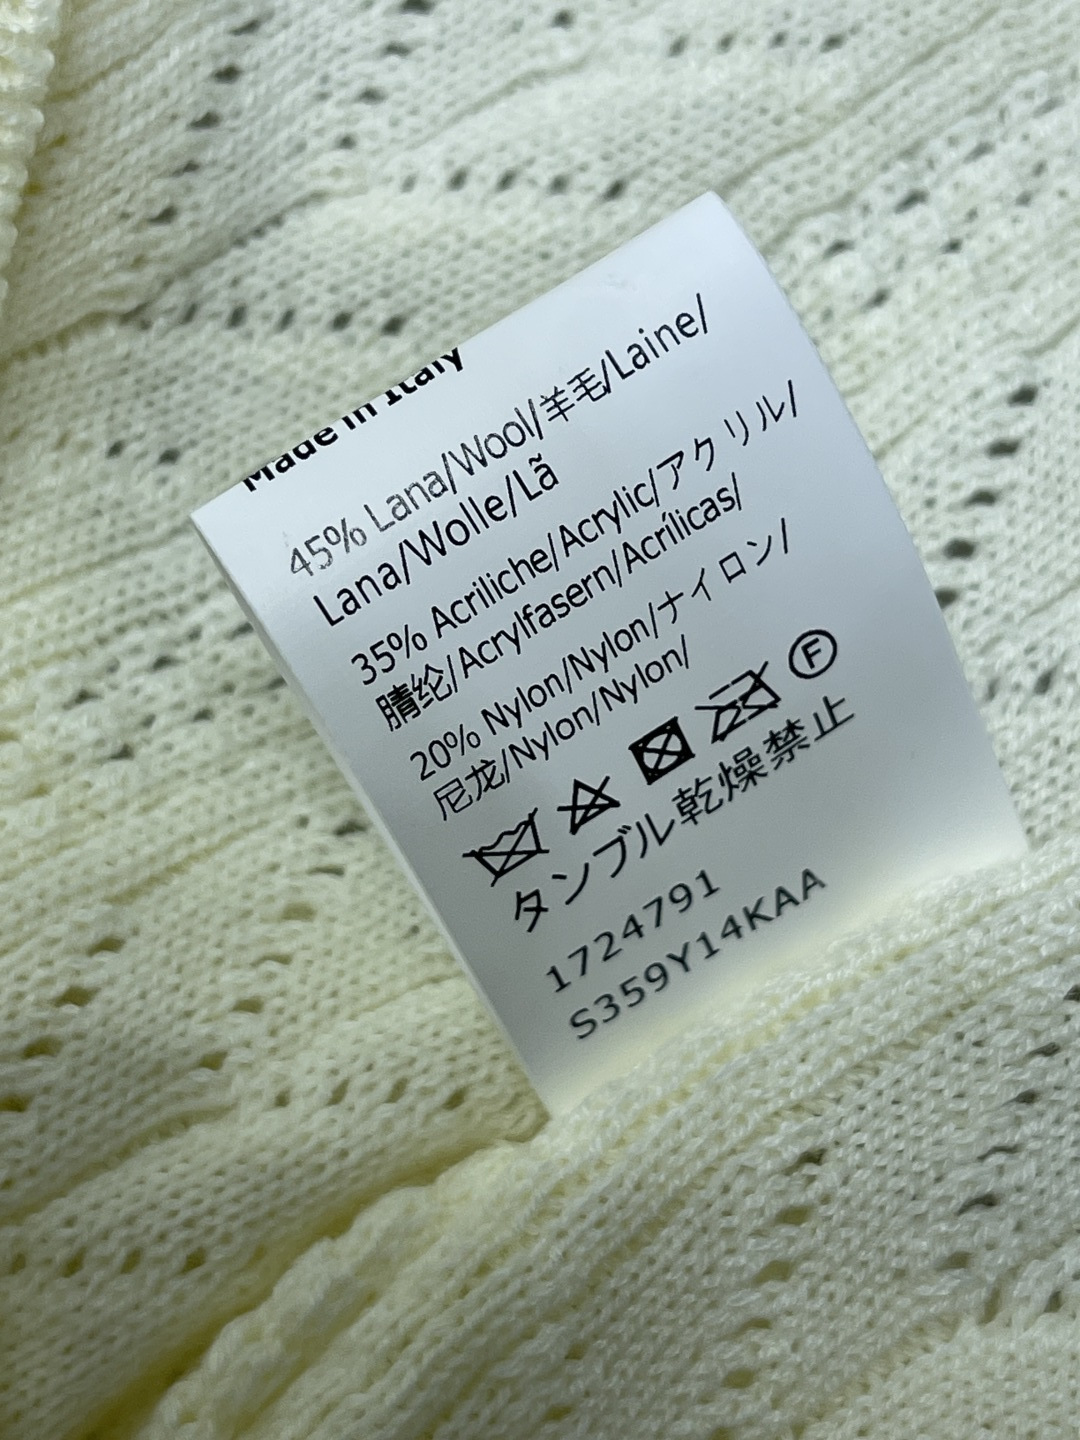 Made in Italy
45% Lana/Wool/羊毛/Laine/
Lana/Wolle/Lã
35% Acriliche/Acrylic/アクリル/
腈纶/Acrylfasern/Acrílicas/
20% Nylon/Nylon/ナイロン/
尼龙/Nylon/Nylon/
F
タンブル乾燥禁止
1724791
S359Y14KAA